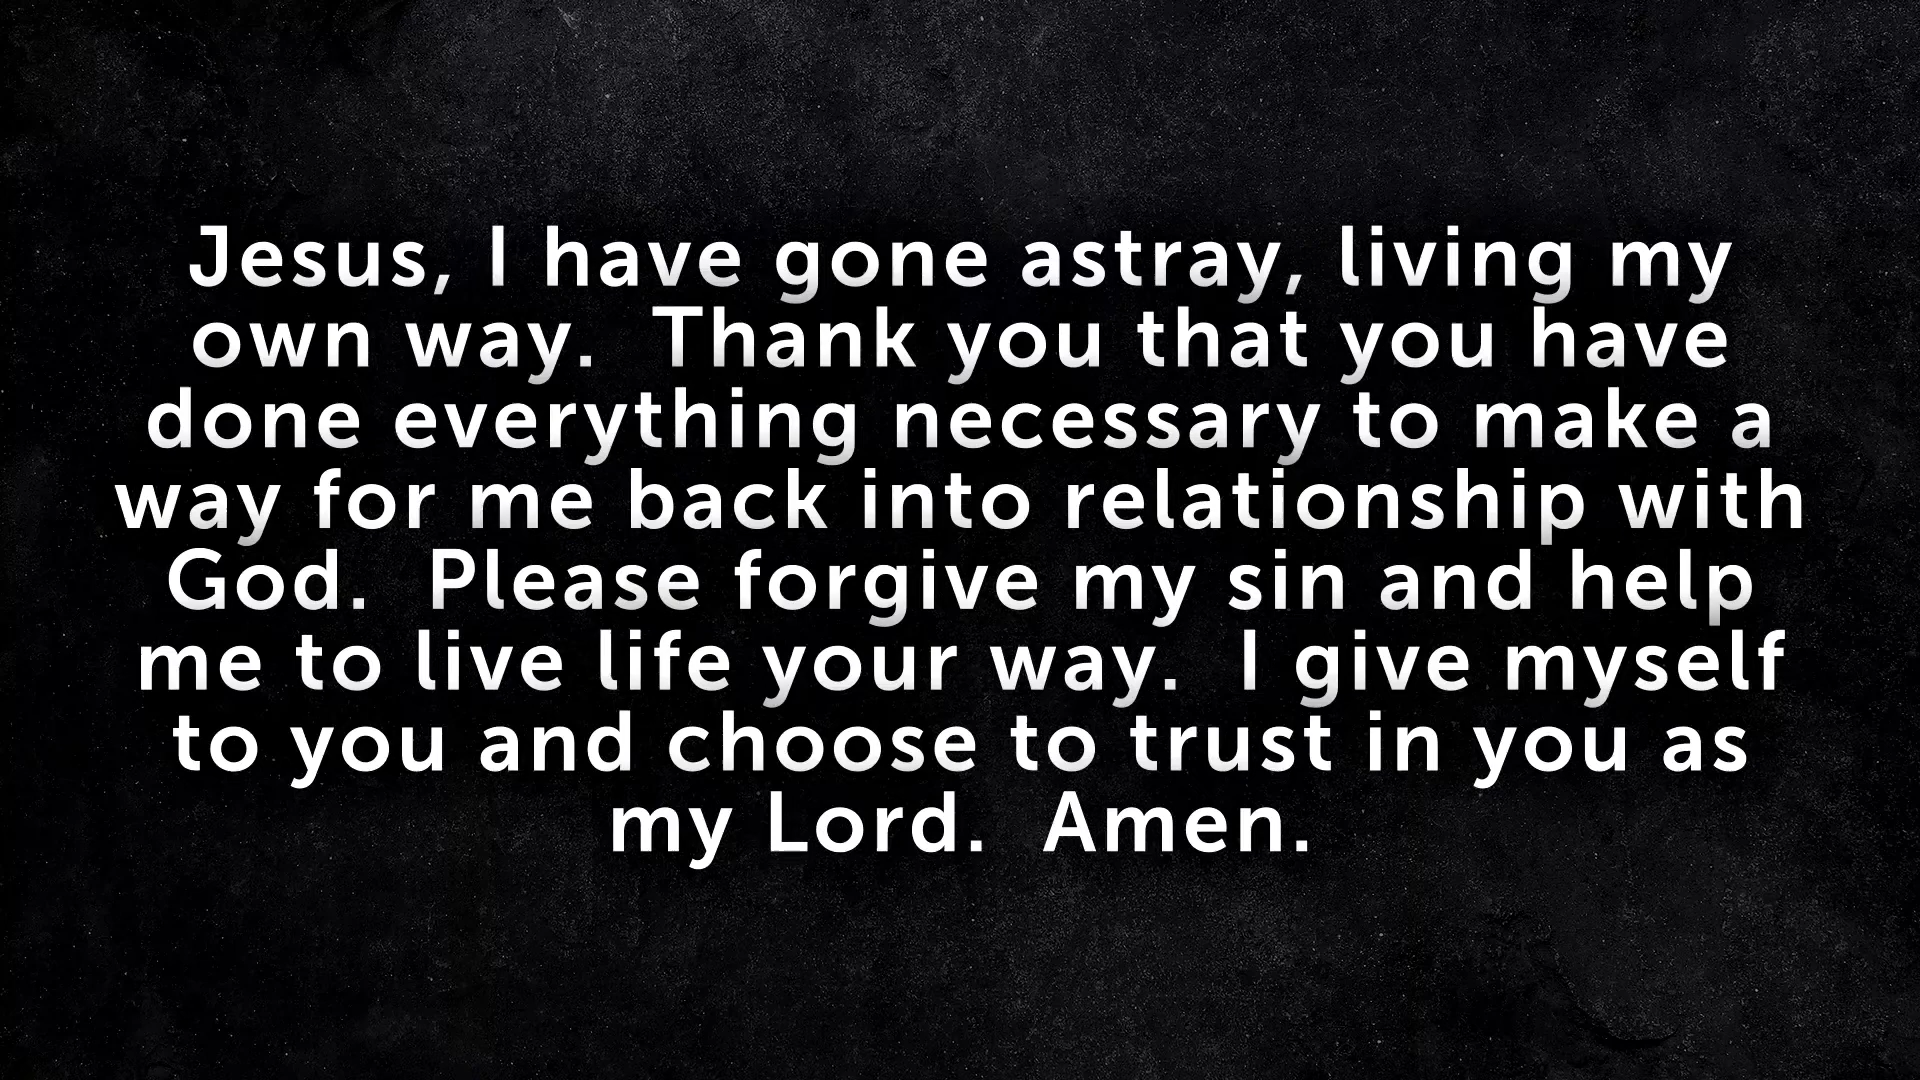 Jesus, I have gone astray, living my
own way.  Thank you that you have
done everything necessary to make a
way for me back into relationship with
God.  Please forgive my sin and help
me to live life your way.  I give myself
to you and choose to trust in you as
my Lord.  Amen.